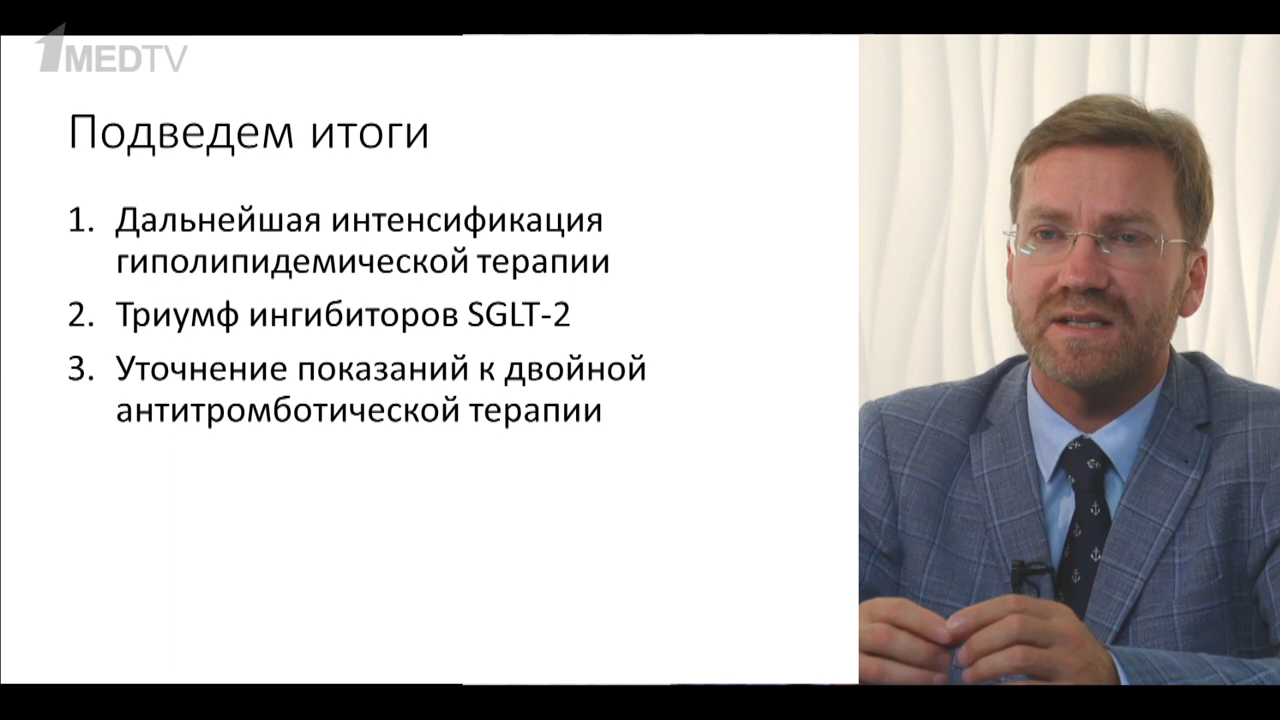 1MEDTV
Подведем итоги
1. Дальнейшая интенсификация
гиполипидемической терапии
2. Триумф ингибиторов SGLT-2
3. Уточнение показаний к двойной
антитромботической терапии